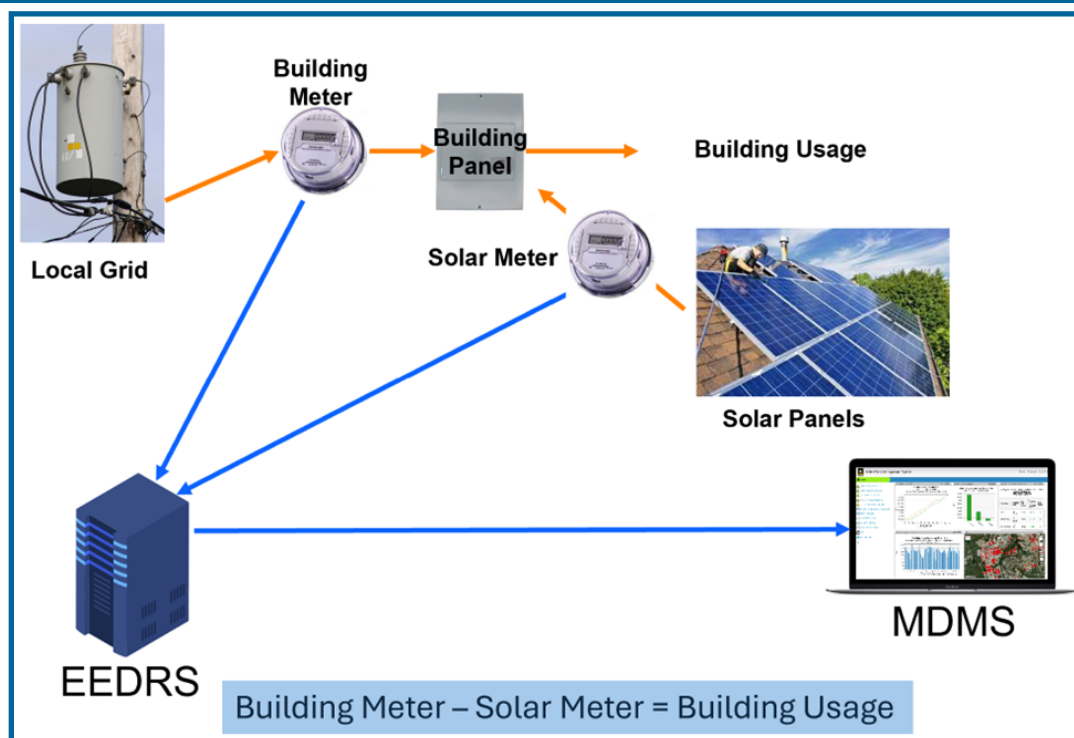 Building
Meter
Building
Panel
Building Usage
Local Grid
Solar Meter
Solar Panels
EEDRS
MDMS
Building Meter – Solar Meter = Building Usage